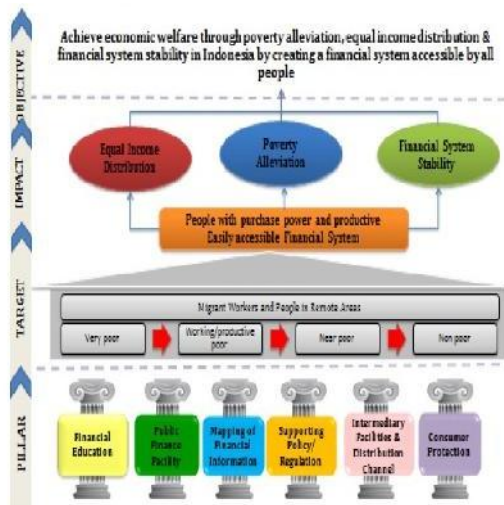 Achieve economic welfare through poverty alleviation, equal income distribution &
financial system stability in Indonesia by creating a financial system accessible by all
people
OBJECTIVE
IMPACT
Equal Income
Distribution
Poverty
Alleviation
Financial System
Stability
People with purchase power and productive
Easily accessible Financial System
TARGET
Migrant Workers and People in Remote Areas
Very poor
Working/productive
poor
Near poor
Non poor
PILLAR
Financial
Education
Public
Finance
Facility
Mapping of
Financial
Information
Supporting
Policy/
Regulation
Intermediary
Facilities &
Distribution
Channel
Consumer
Protection